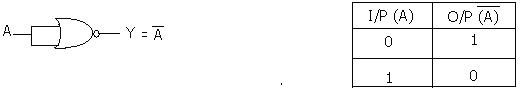 A Y = A̅
I/P (A) O/P (A̅)
0 1
1 0